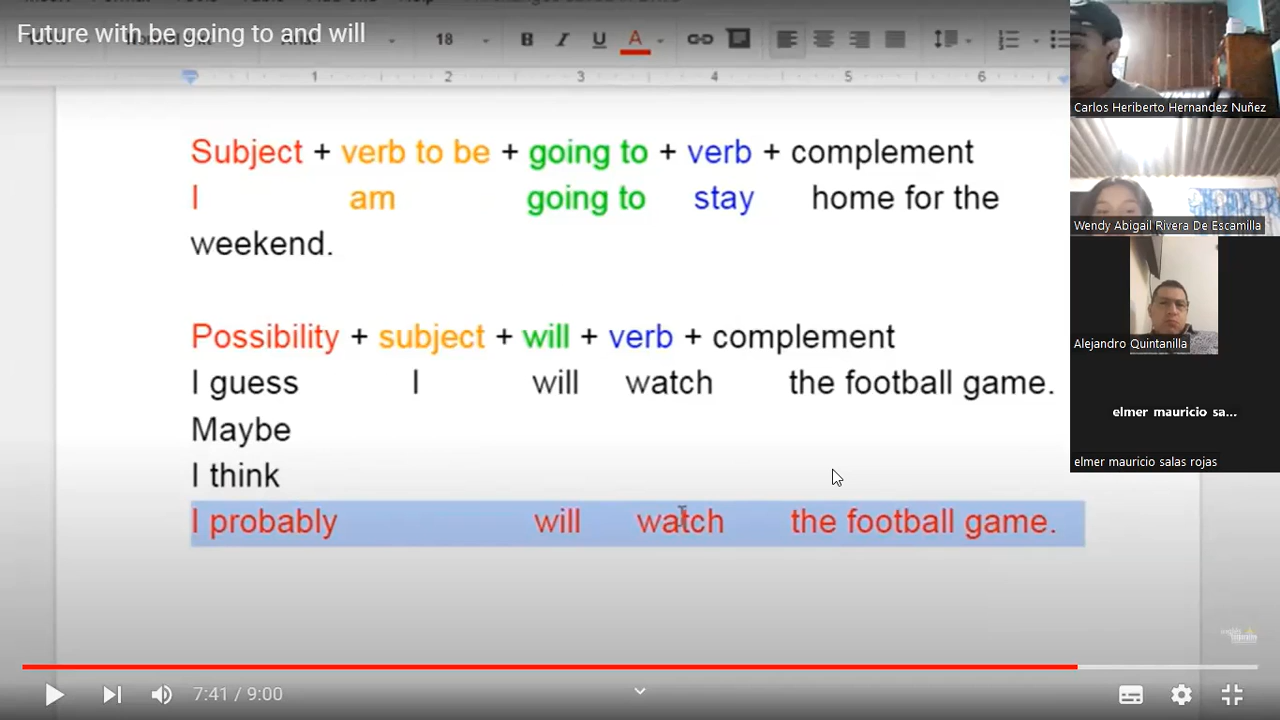 Future with be going to and will
18
B I U A
1 2 3 4 5 6
Subject + verb to be + going to + verb + complement
I am going to stay home for the
weekend.
Possibility + subject + will + verb + complement
I guess I will watch the football game.
Maybe
I think
I probably will watch the football game.
7:41 / 9:00
Carlos Heriberto Hernandez Nuñez
Wendy Abigail Rivera De Escamilla
Alejandro Quintanilla
elmer mauricio sa...
elmer mauricio salas rojas